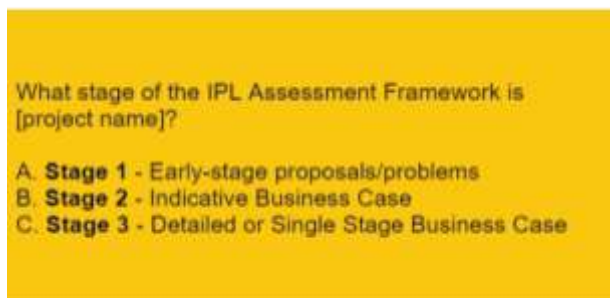 What stage of the IPL Assessment Framework is
[project name]?
A. Stage 1 - Early-stage proposals/problems
B. Stage 2 - Indicative Business Case
C. Stage 3 - Detailed or Single Stage Business Case